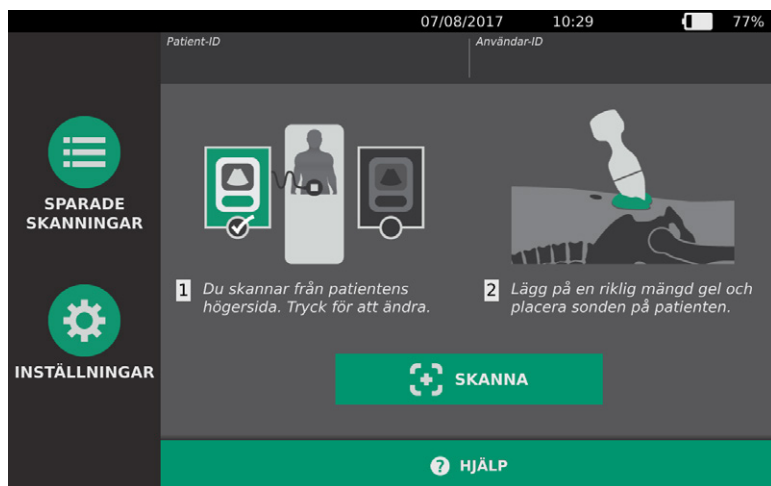 07/08/2017 10:29 77%
Patient-ID
Användar-ID
SPARADE
SKANNINGAR
INSTÄLLNINGAR
1 Du skannar från patientens
högersida. Tryck för att ändra.
2 Lägg på en riklig mängd gel och
placera sonden på patienten.
SKANNA
? HJÄLP